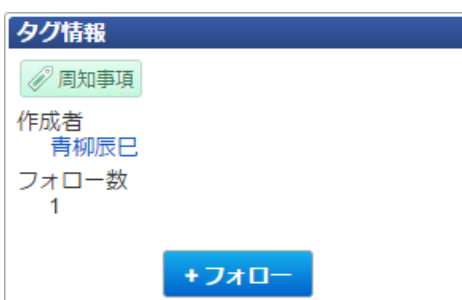 タグ情報
周知事項
作成者
青柳辰巳
フォロー数
1
+フォロー